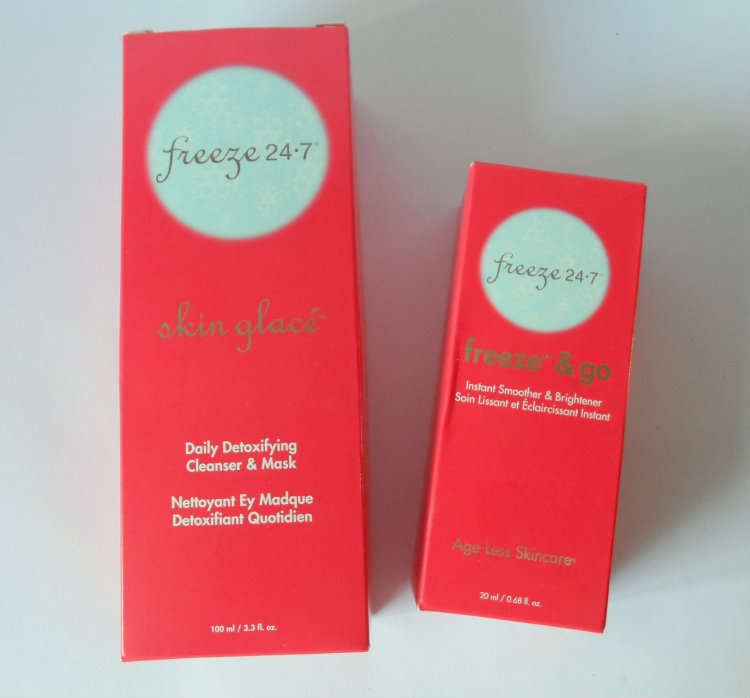 freeze 24·7®
skin glacé™
Daily Detoxifying
Cleanser & Mask
Nettoyant Ey Madque
Detoxifiant Quotidien
100 ml / 3.3 fl. oz.
freeze 24·7®
freeze & go
Instant Smoother & Brightener
Soin Lissant et Éclaircissant Instant
Age-Less Skincare®
20 ml / 0.68 fl. oz.